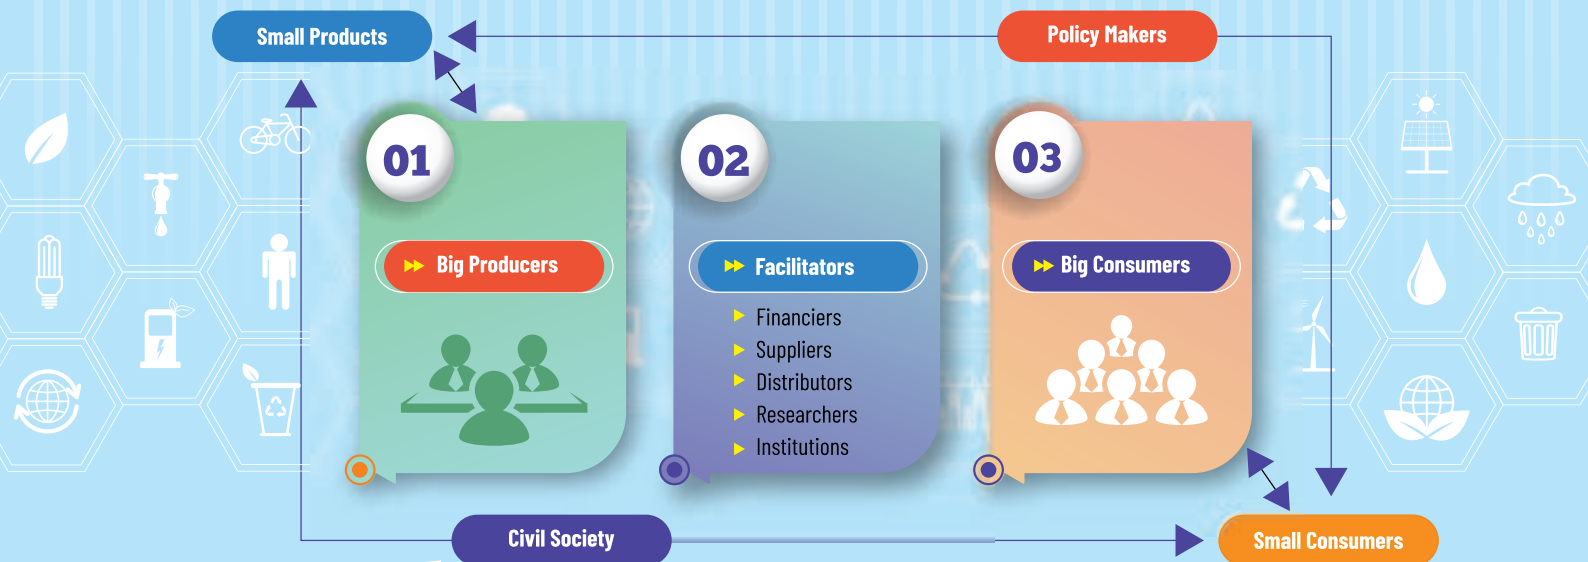 Small Products
Policy Makers
01
Big Producers
02
Facilitators
Financiers
Suppliers
Distributors
Researchers
Institutions
03
Big Consumers
Civil Society
Small Consumers